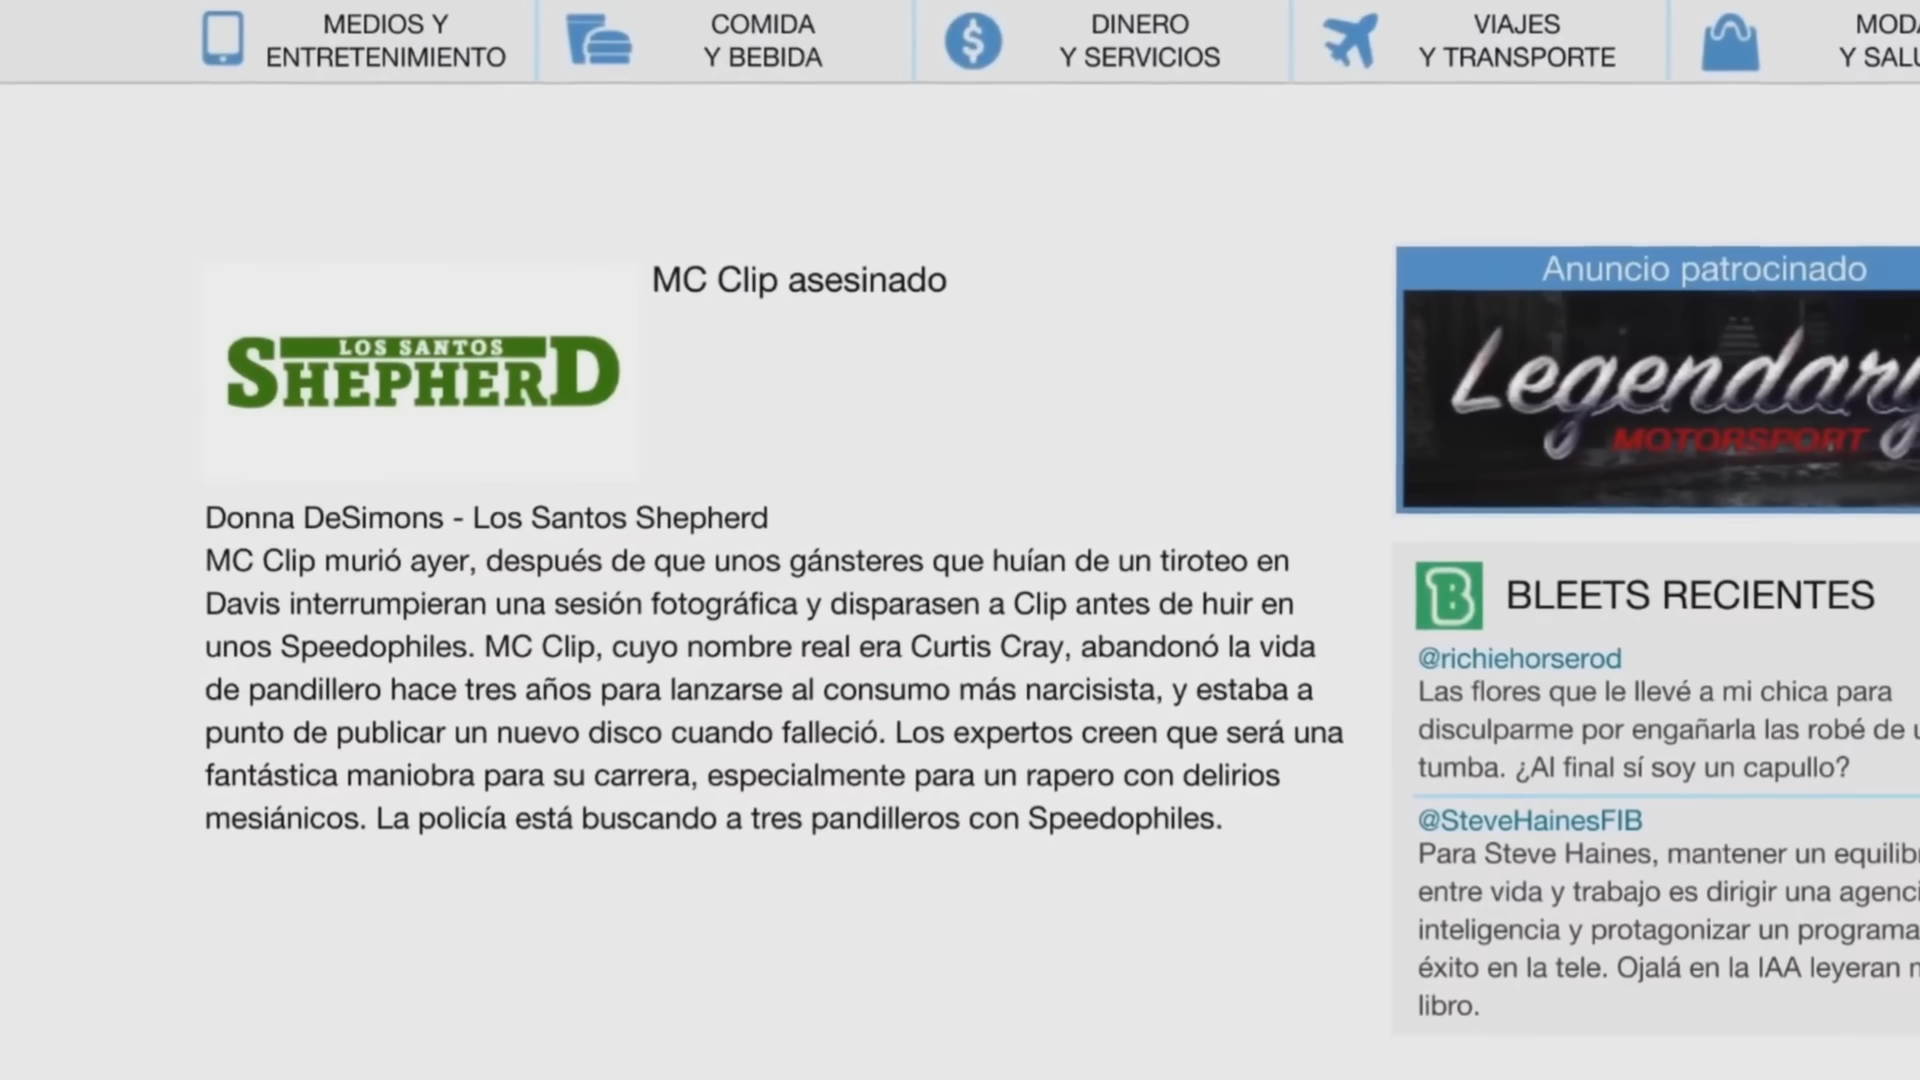 MEDIOS Y
ENTRETENIMIENTO
COMIDA
Y BEBIDA
DINERO
Y SERVICIOS
VIAJES
Y TRANSPORTE
MODA
Y SALU
MC Clip asesinado
LOS SANTOS
SHEPHERD
Donna DeSimons - Los Santos Shepherd
MC Clip murió ayer, después de que unos gánsteres que huían de un tiroteo en
Davis interrumpieran una sesión fotográfica y disparasen a Clip antes de huir en
unos Speedophiles. MC Clip, cuyo nombre real era Curtis Cray, abandonó la vida
de pandillero hace tres años para lanzarse al consumo más narcisista, y estaba a
punto de publicar un nuevo disco cuando falleció. Los expertos creen que será una
fantástica maniobra para su carrera, especialmente para un rapero con delirios
mesiánicos. La policía está buscando a tres pandilleros con Speedophiles.
Anuncio patrocinado
Legendary
MOTORSPORT
B BLEETS RECIENTES
@richiehorserod
Las flores que le llevé a mi chica para
disculparme por engañarla las robé de u
tumba. ¿Al final sí soy un capullo?
@SteveHainesFIB
Para Steve Haines, mantener un equilib
entre vida y trabajo es dirigir una agenci
inteligencia y protagonizar un programa
éxito en la tele. Ojalá en la IAA leyeran
libro.